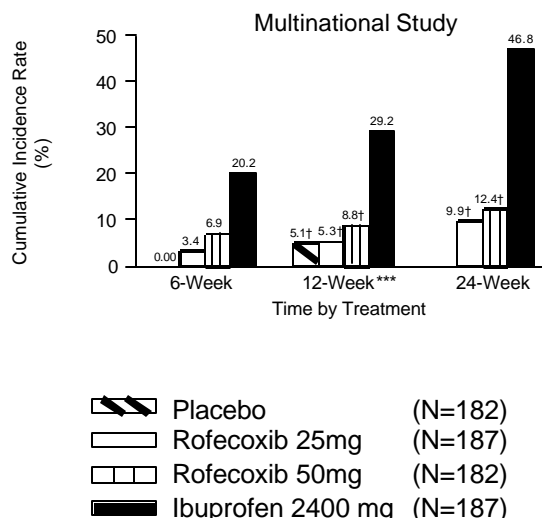 Multinational Study
Cumulative Incidence Rate
(%)
50
40
30
20
10
0
0.00 3.4 6.9 20.2
5.1† 5.3† 8.8† 29.2
9.9† 12.4† 46.8
6-Week 12-Week*** 24-Week
Time by Treatment
Placebo (N=182)
Rofecoxib 25mg (N=187)
Rofecoxib 50mg (N=182)
Ibuprofen 2400 mg (N=187)